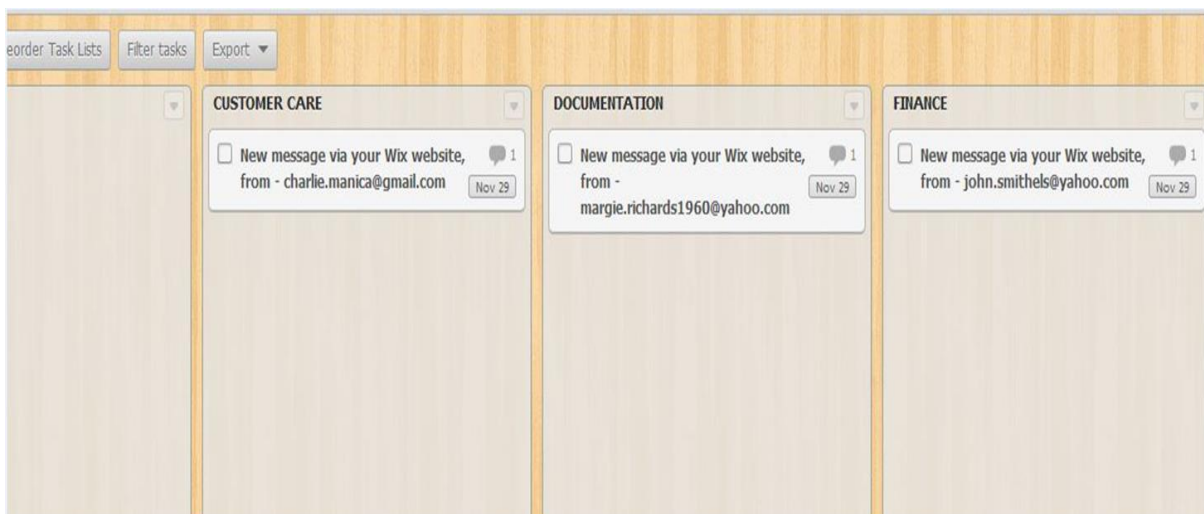 eorder Task Lists
Filter tasks
Export
CUSTOMER CARE
New message via your Wix website,
from - charlie.manica@gmail.com
1
Nov 29
DOCUMENTATION
New message via your Wix website,
from -
margie.richards1960@yahoo.com
1
Nov 29
FINANCE
New message via your Wix website,
from - john.smithels@yahoo.com
1
Nov 29